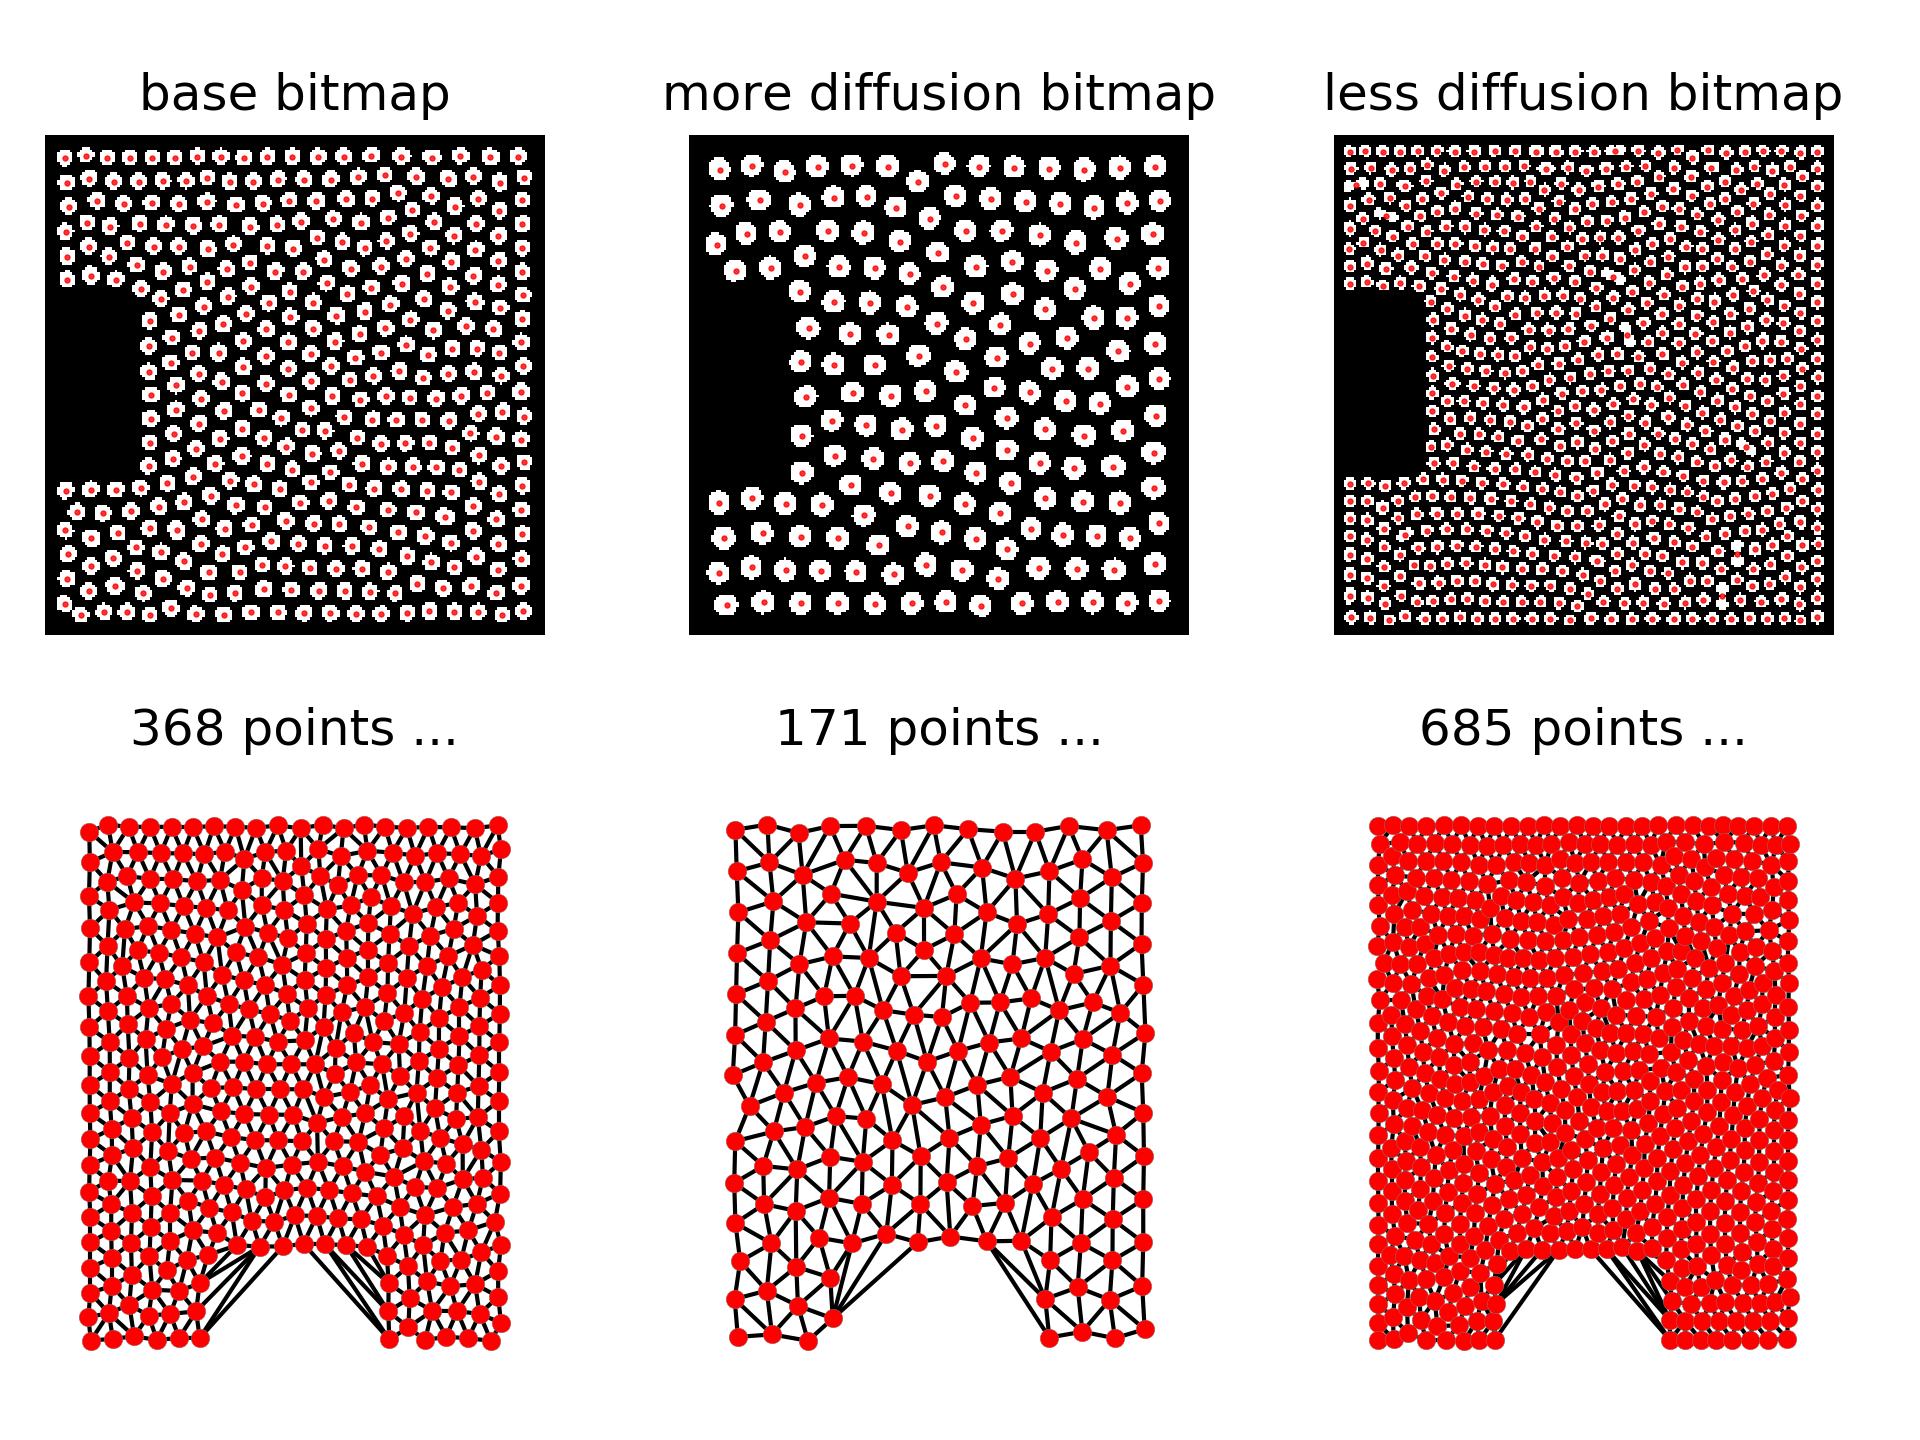 base bitmap
more diffusion bitmap
less diffusion bitmap
368 points ...
171 points ...
685 points ...